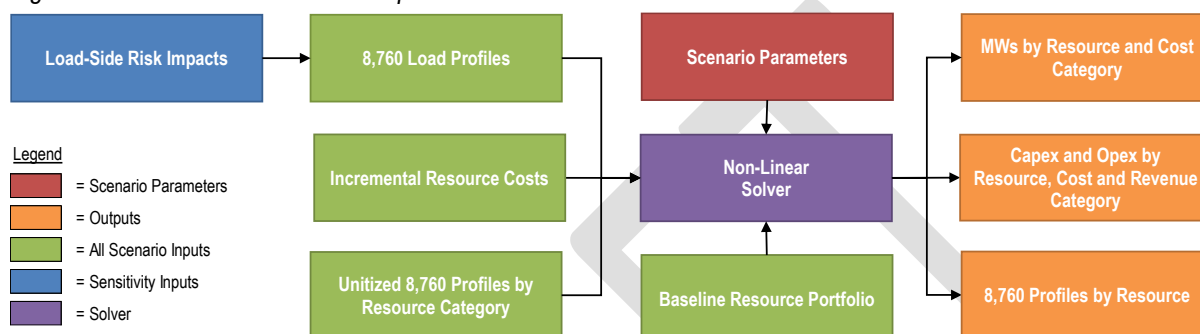 Load-Side Risk Impacts
8,760 Load Profiles
Scenario Parameters
MWs by Resource and Cost
Category
Legend
= Scenario Parameters
= Outputs
= All Scenario Inputs
= Sensitivity Inputs
= Solver
Incremental Resource Costs
Non-Linear
Solver
Capex and Opex by
Resource, Cost and Revenue
Category
Unitized 8,760 Profiles by
Resource Category
Baseline Resource Portfolio
8,760 Profiles by Resource